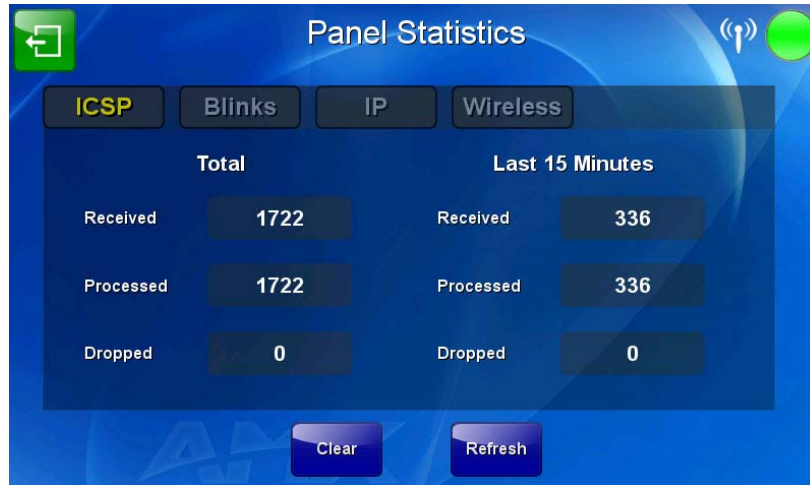 Panel Statistics
ICSP Blinks IP Wireless
Total Last 15 Minutes
Received 1722 Received 336
Processed 1722 Processed 336
Dropped 0 Dropped 0
AMX
Clear Refresh